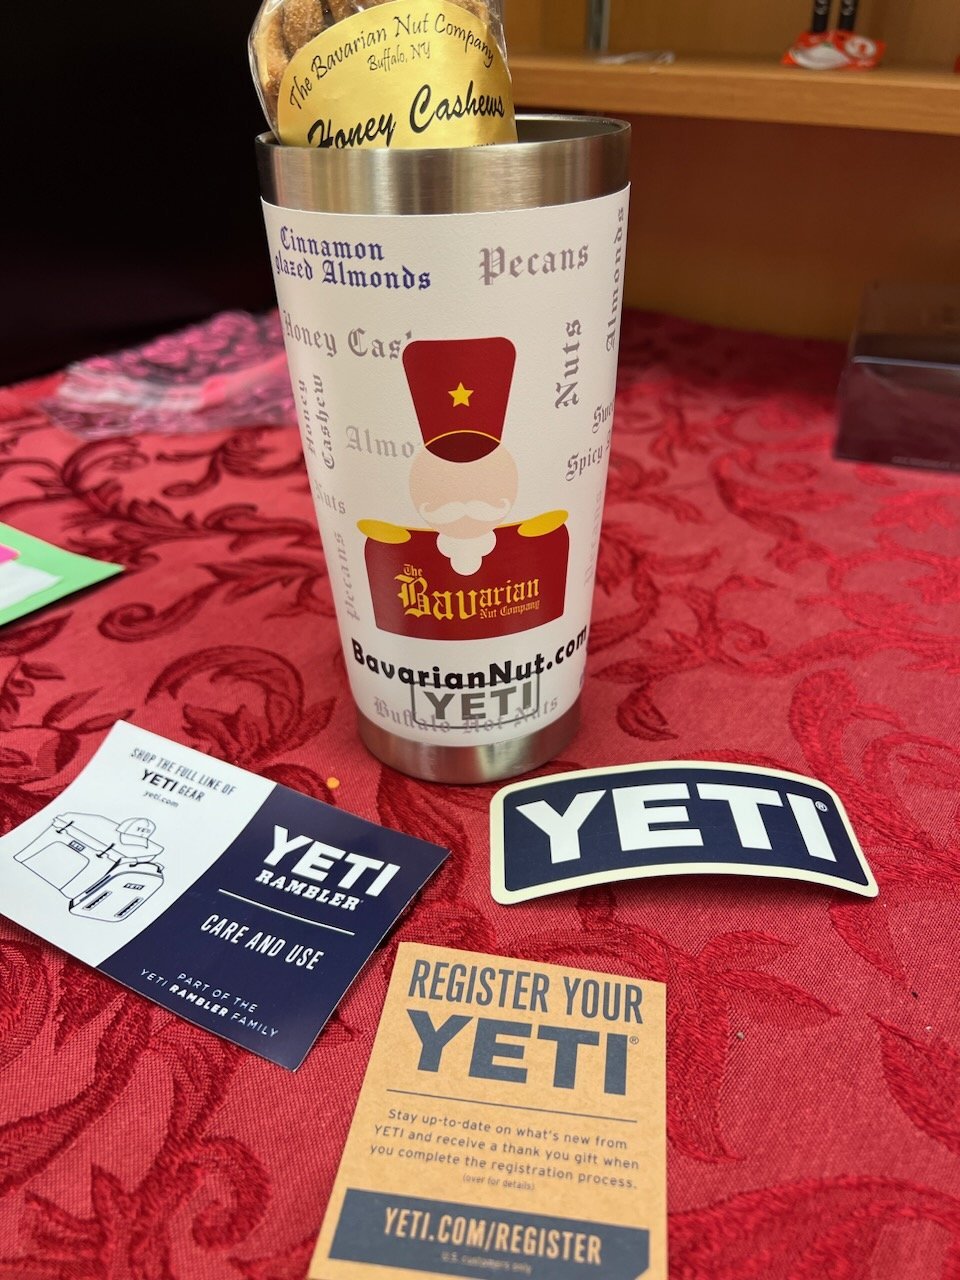 The Bavarian Nut Company
Buffalo, NY
Honey Cashews
Cinnamon
glazed Almonds
Pecans
Almonds
Honey Cas
Nuts
Honey
Cashew
Almo
Spicy
Nuts
Pecans
The
Bavarian
Nut Company
BavarianNut.com
YETI
Buffalo Hot Nuts
SHOP THE FULL LINE OF
YETI GEAR
yeti.com
YETI
RAMBLER
CARE AND USE
PART OF THE
YETI RAMBLER FAMILY
YETI®
REGISTER YOUR
YETI®
Stay up-to-date on what's new from
YETI and receive a thank you gift when
you complete the registration process.
(over for details)
YETI.COM/REGISTER
U.S. customers only